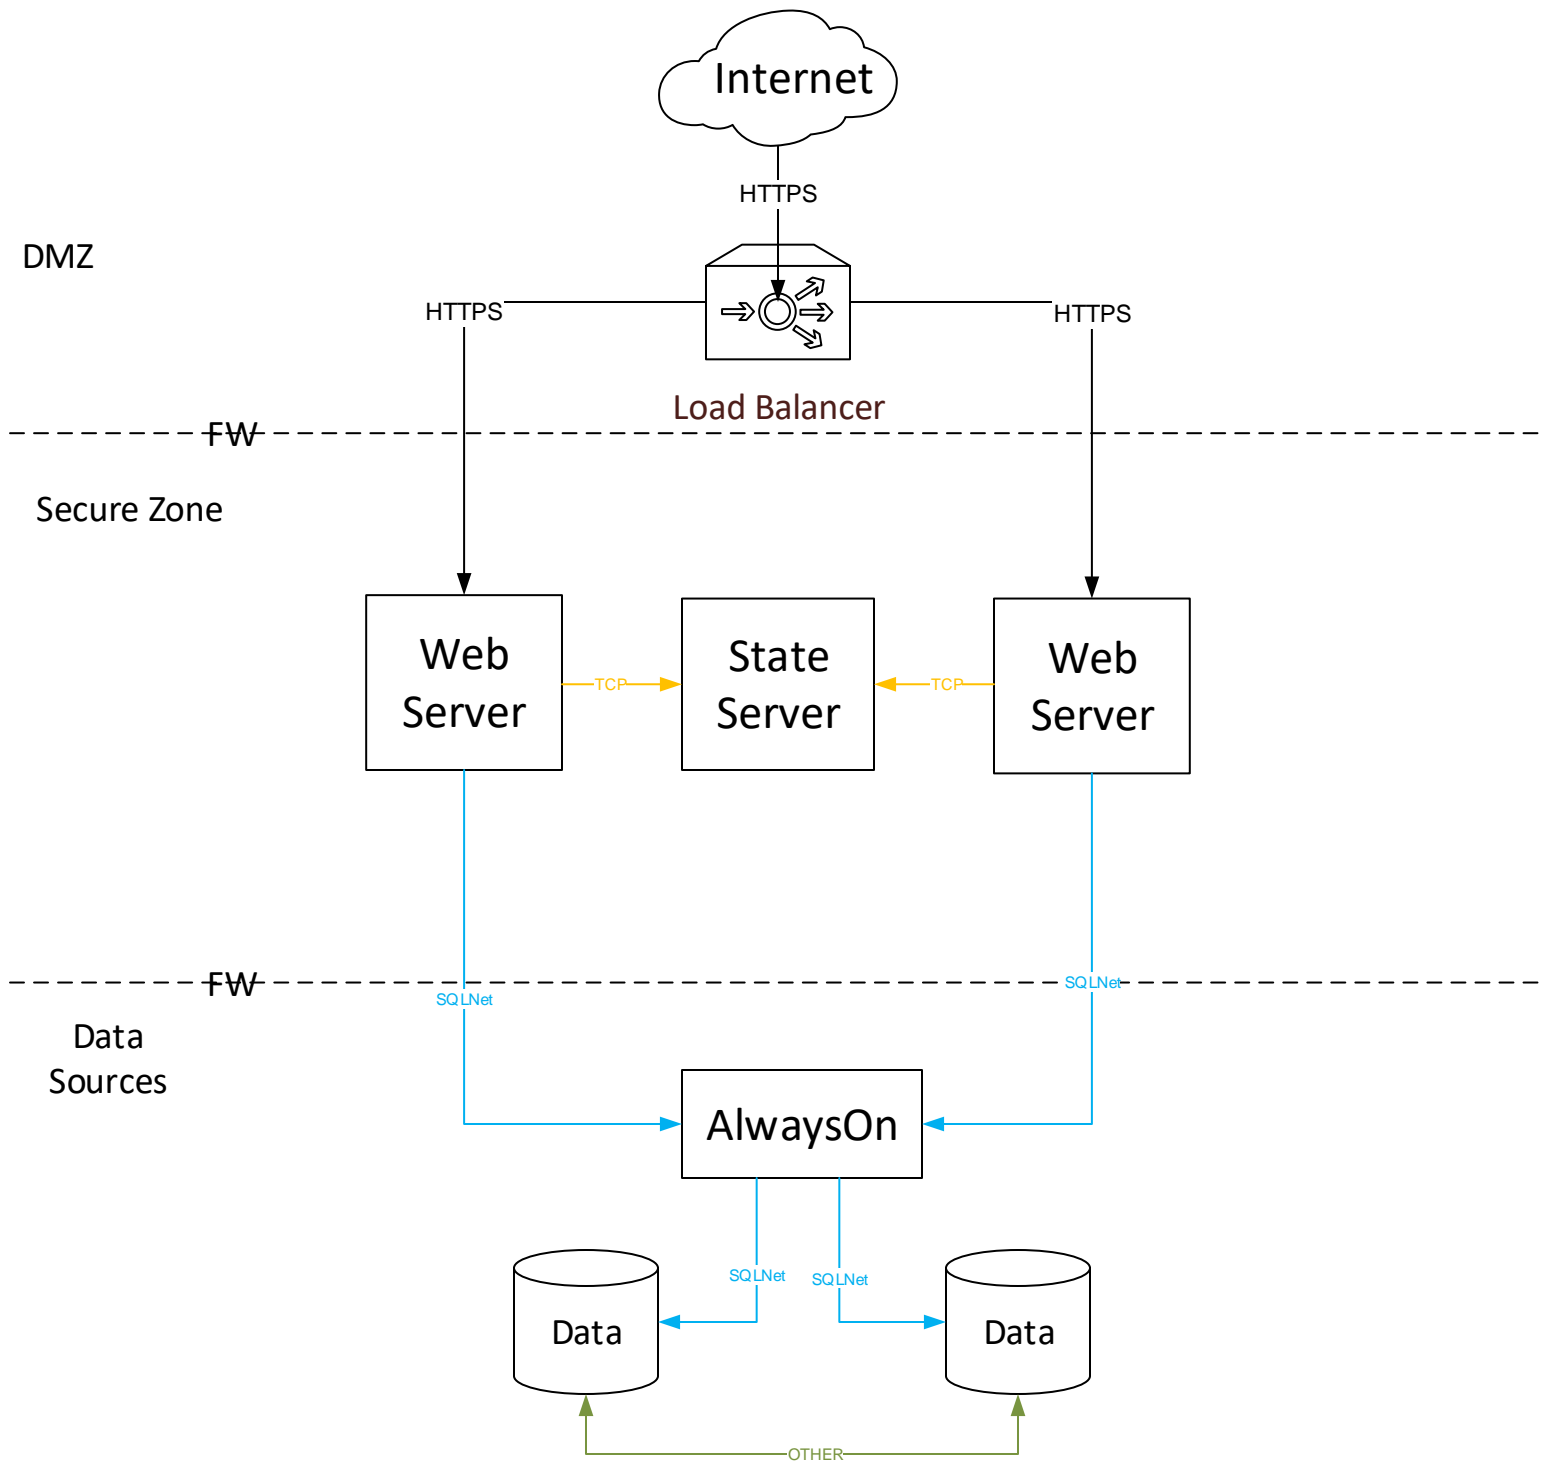 Internet
HTTPS
DMZ
HTTPS
HTTPS
Load Balancer
FW
Secure Zone
Web
Server
State
Server
Web
Server
TCP
TCP
FW
SQLNet
SQLNet
Data
Sources
AlwaysOn
SQLNet
SQLNet
Data
Data
OTHER